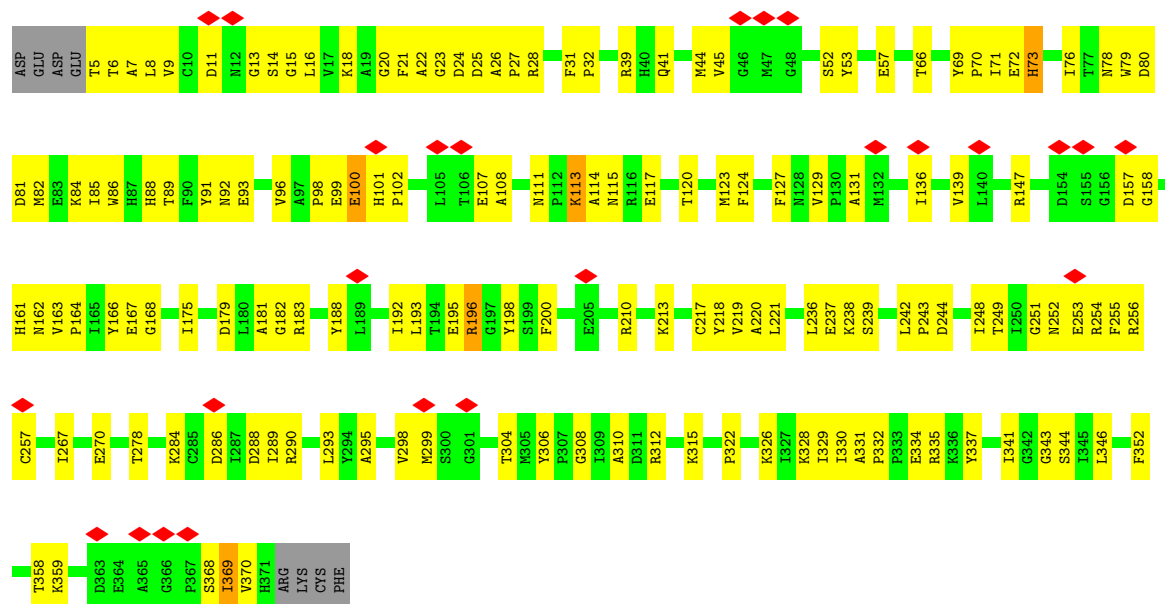 ASP GLU ASP GLU T5 T6 A7 L8 V9 C10 D11 N12 G13 S14 G15 L16 V17 K18 A19 G20 F21 A22 G23 D24 D25 A26 P27 R28 F31 P32 R39 H40 Q41 M44 V45 G46 M47 G48 S52 Y53 E57 T66 Y69 P70 I71 E72 H73 I76 T77 N78 W79 D80
D81 M82 E83 K84 I85 W86 H87 H88 T89 F90 Y91 N92 E93 V96 A97 P98 E99 E100 H101 P102 L105 T106 E107 A108 N111 P112 K113 A114 N115 R116 E117 T120 M123 F124 F127 N128 V129 P130 A131 M132 I136 V139 L140 R147 D154 S155 G156 D157 G158
H161 N162 V163 P164 I165 Y166 E167 G168 I175 D179 L180 A181 G182 R183 Y188 L189 I192 L193 T194 E195 R196 G197 Y198 S199 F200 E205 R210 K213 C217 Y218 V219 A220 L221 L236 E237 K238 S239 L242 P243 D244 I248 T249 I250 G251 N252 E253 R254 F255 R256
C257 I267 E270 T278 K284 C285 D286 I287 D288 I289 R290 L293 Y294 A295 V298 M299 S300 G301 T304 M305 Y306 P307 G308 I309 A310 D311 R312 K315 P322 K326 I327 K328 I329 I330 A331 P332 P333 E334 R335 K336 Y337 I341 G342 G343 S344 I345 L346 F352
T358 K359 D363 E364 A365 G366 P367 S368 I369 V370 H371 ARG LYS CYS PHE